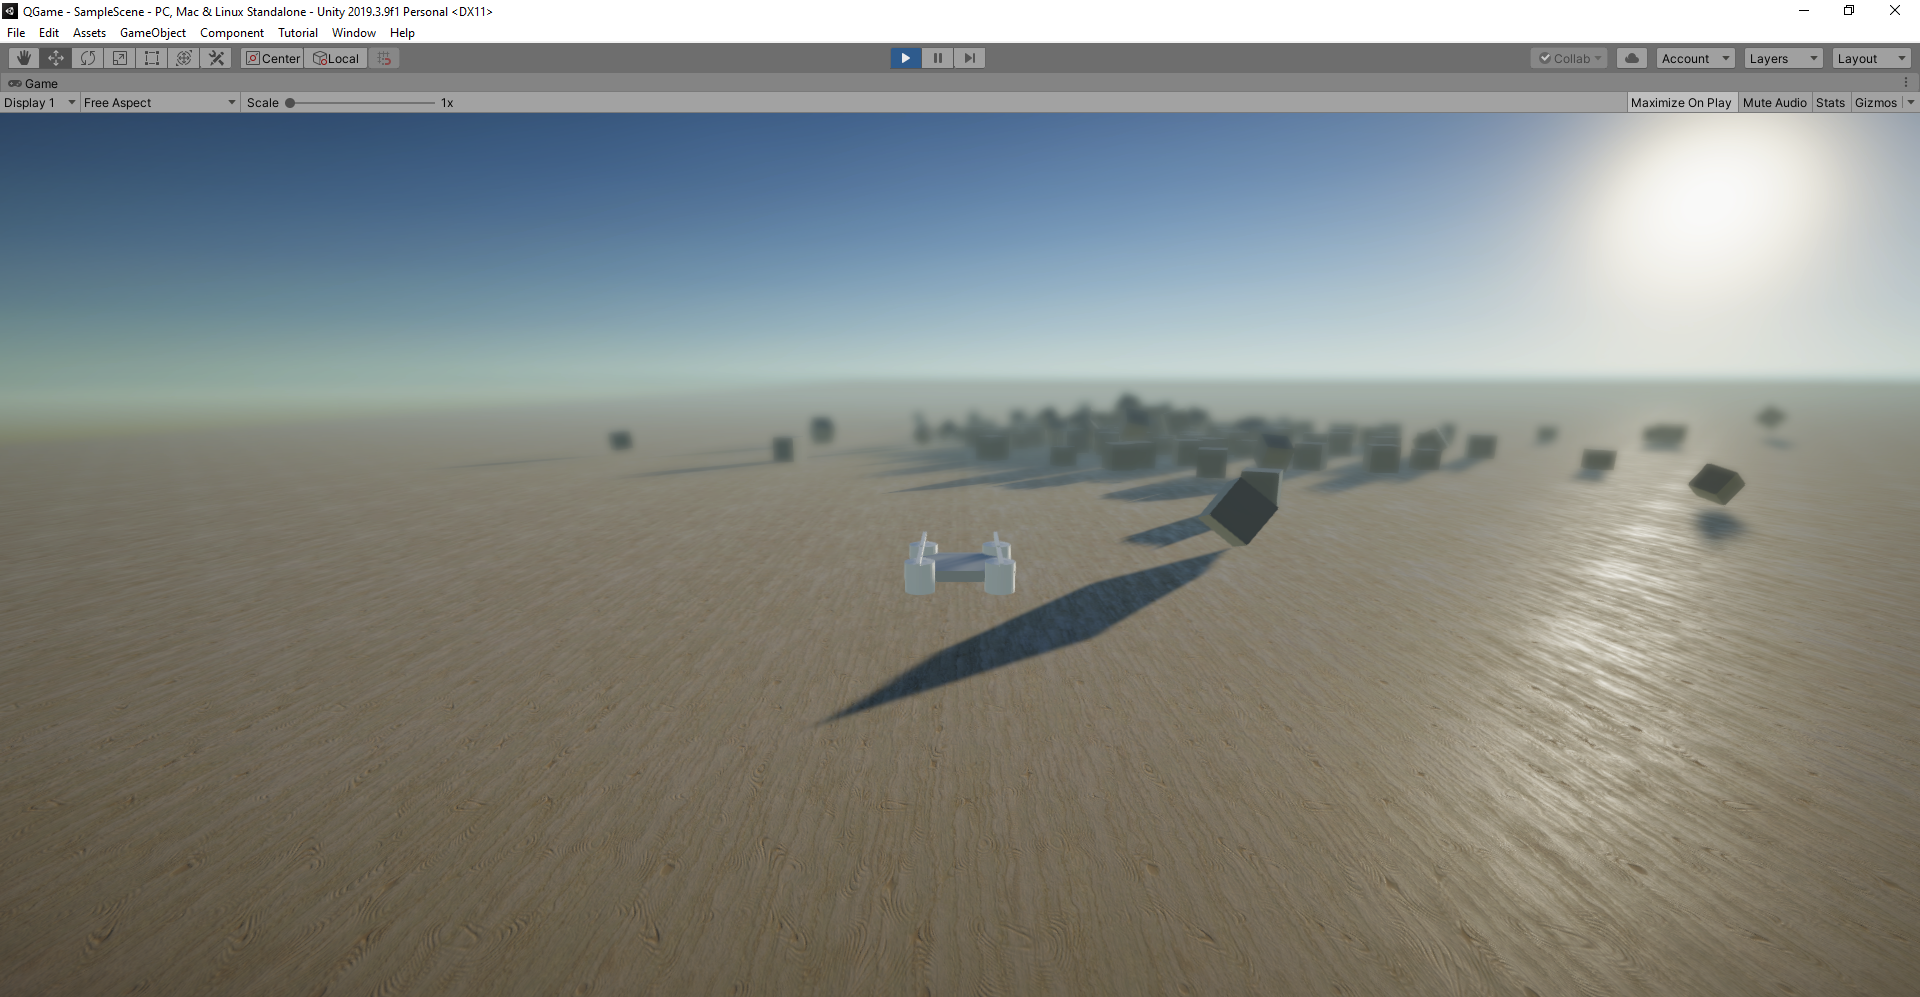 QGame - SampleScene - PC, Mac & Linux Standalone - Unity 2019.3.9f1 Personal <DX11>
File Edit Assets GameObject Component Tutorial Window Help
Center Local Collab Account Layers Layout
Game
Display 1 Free Aspect Scale 1x Maximize On Play Mute Audio Stats Gizmos